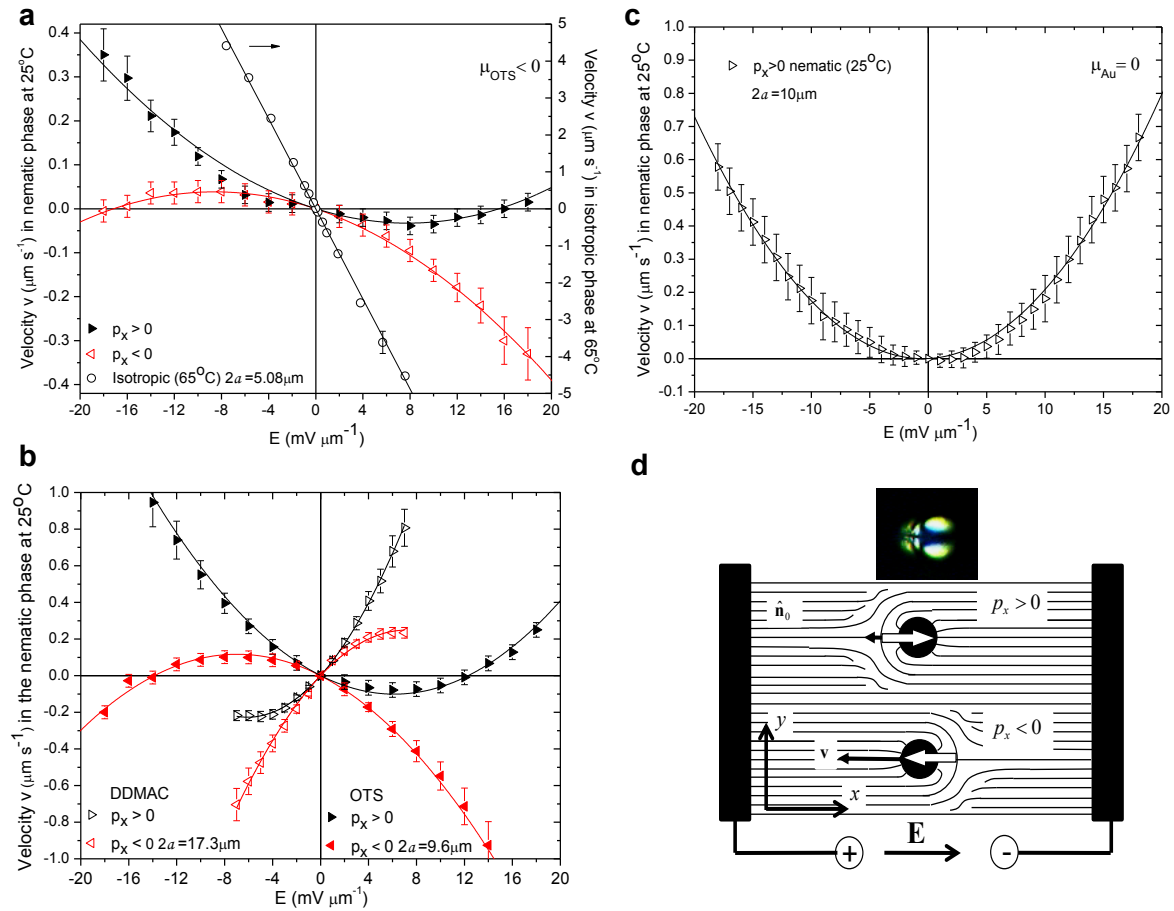 a
Velocity v (μm s⁻¹) in nematic phase at 25°C
0.4
0.3
0.2
0.1
0.0
-0.1
-0.2
-0.3
-0.4
μOTS<0
p_x > 0
p_x < 0
Isotropic (65°C) 2a =5.08μm
-20 -16 -12 -8 -4 0 4 8 12 16 20
E (mV μm⁻¹)
5
4
3
2
1
0
-1
-2
-3
-4
-5
Velocity v (μm s⁻¹) in isotropic phase at 65°C
c
Velocity v (μm s⁻¹) in nematic phase at 25°C
1.0
0.9
0.8
0.7
0.6
0.5
0.4
0.3
0.2
0.1
0.0
-0.1
p_x>0 nematic (25°C)
2a =10μm
μAu= 0
-20 -15 -10 -5 0 5 10 15 20
E (mV μm⁻¹)
b
Velocity v (μm s⁻¹) in the nematic phase at 25°C
1.0
0.8
0.6
0.4
0.2
0.0
-0.2
-0.4
-0.6
-0.8
-1.0
DDMAC
p_x > 0
p_x < 0 2a =17.3μm
OTS
p_x > 0
p_x < 0 2a =9.6μm
-20 -16 -12 -8 -4 0 4 8 12 16 20
E (mV μm⁻¹)
d
n̂₀
p_x > 0
p_x < 0
y
v
x
+ E -